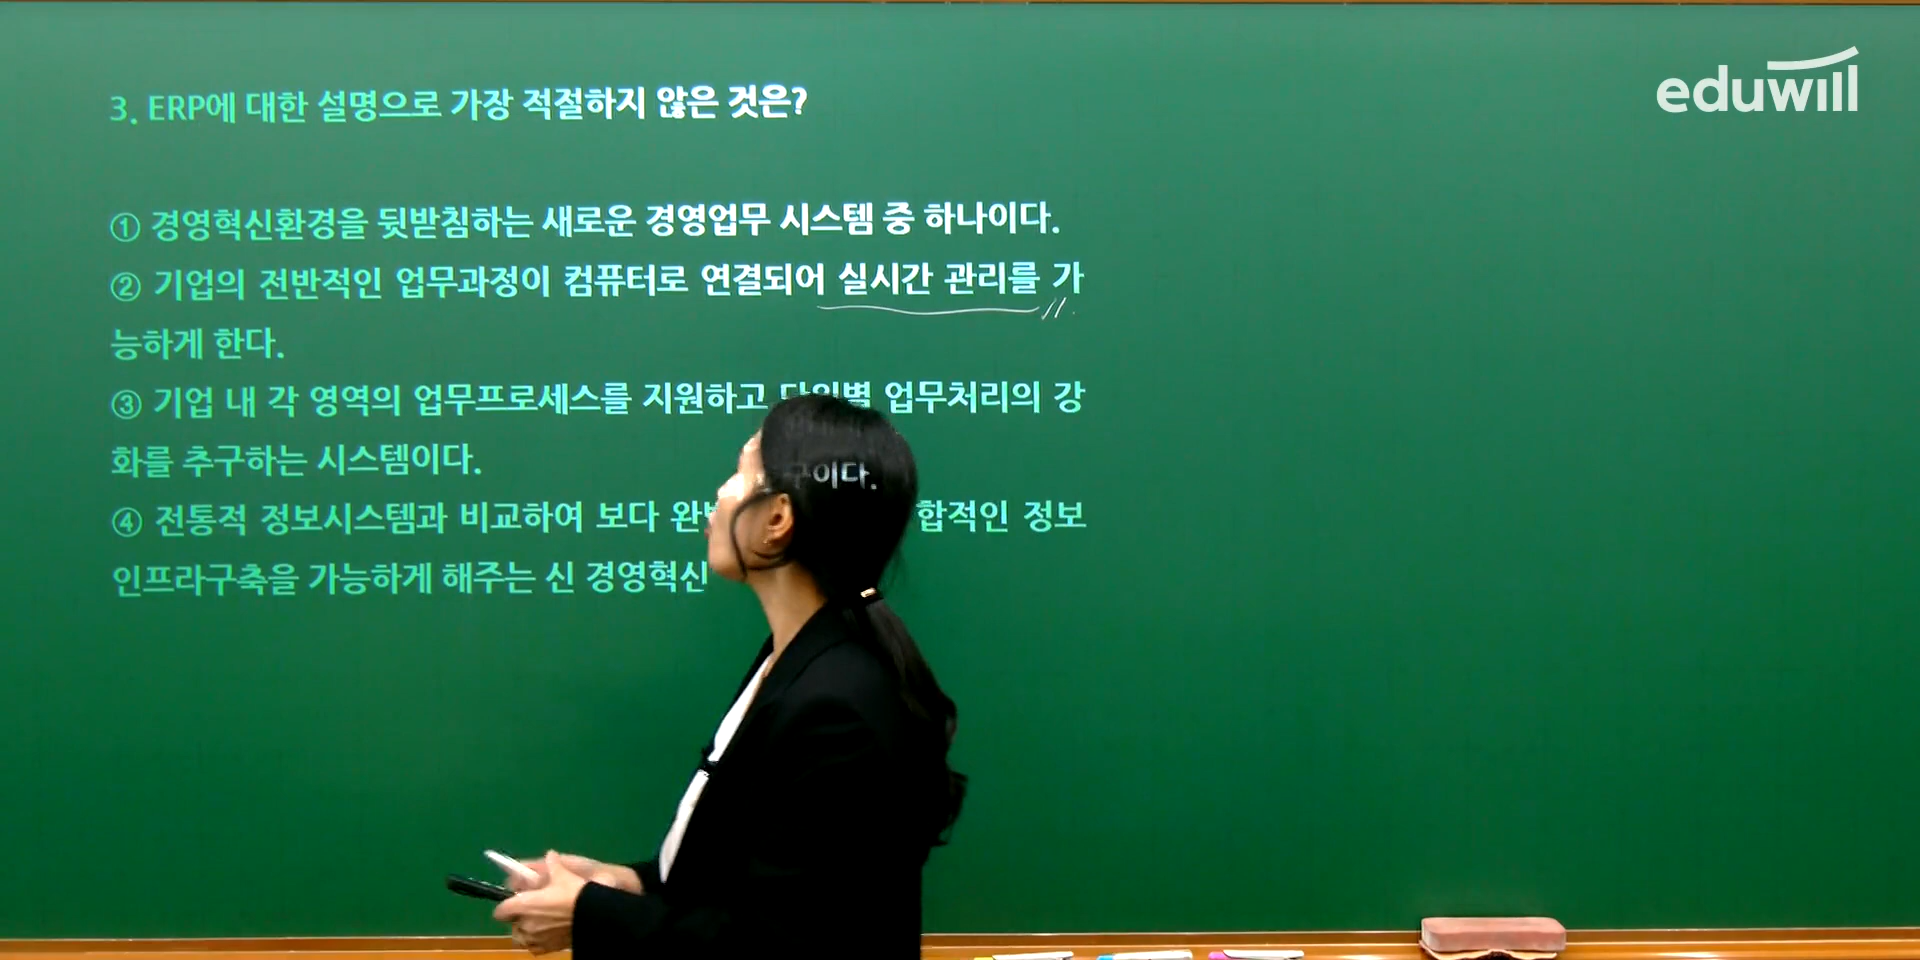 eduwill
3. ERP에 대한 설명으로 가장 적절하지 않은 것은?
① 경영혁신환경을 뒷받침하는 새로운 경영업무 시스템 중 하나이다.
② 기업의 전반적인 업무과정이 컴퓨터로 연결되어 실시간 관리를 가
능하게 한다.
③ 기업 내 각 영역의 업무프로세스를 지원하고 업무처리의 강
화를 추구하는 시스템이다.
④ 전통적 정보시스템과 비교하여 보다 합적인 정보
인프라구축을 가능하게 해주는 신 경영혁신 구이다.